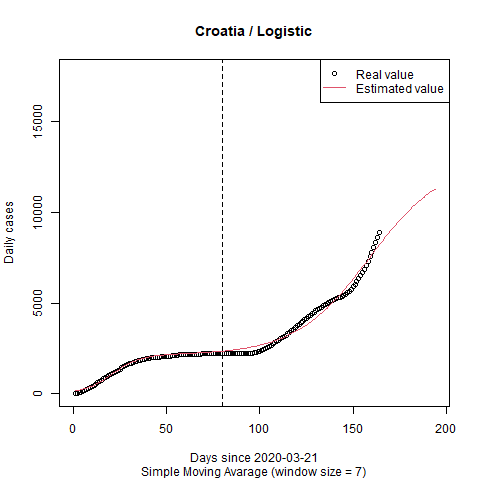 Croatia / Logistic
Real value
Estimated value
Daily cases
15000
10000
5000
0
0
50
100
150
200
Days since 2020-03-21
Simple Moving Avarage (window size = 7)